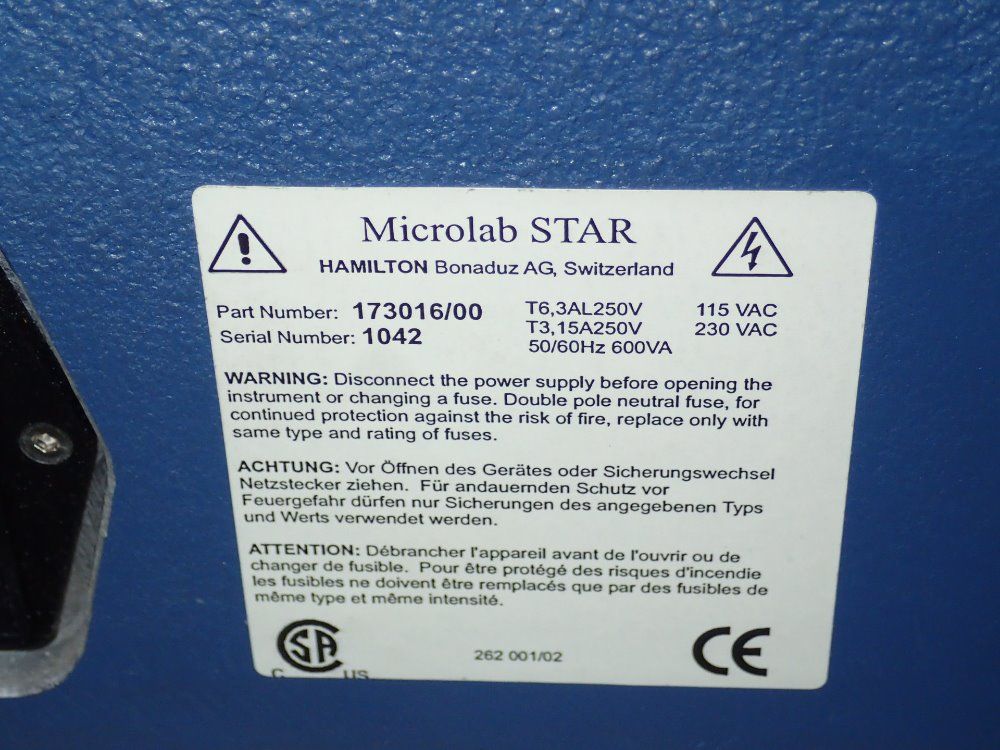 Microlab STAR
HAMILTON Bonaduz AG, Switzerland
Part Number: 173016/00 T6,3AL250V 115 VAC
Serial Number: 1042 T3,15A250V 230 VAC
50/60Hz 600VA
WARNING: Disconnect the power supply before opening the
instrument or changing a fuse. Double pole neutral fuse, for
continued protection against the risk of fire, replace only with
same type and rating of fuses.
ACHTUNG: Vor Öffnen des Gerätes oder Sicherungswechsel
Netzstecker ziehen. Für andauernden Schutz vor
Feuergefahr dürfen nur Sicherungen des angegebenen Typs
und Werts verwendet werden.
ATTENTION: Débrancher l'appareil avant de l'ouvrir ou de
changer de fusible. Pour être protégé des risques d'incendie
les fusibles ne doivent être remplacés que par des fusibles de
même type et même intensité.
CSA
C US
262 001/02
CE